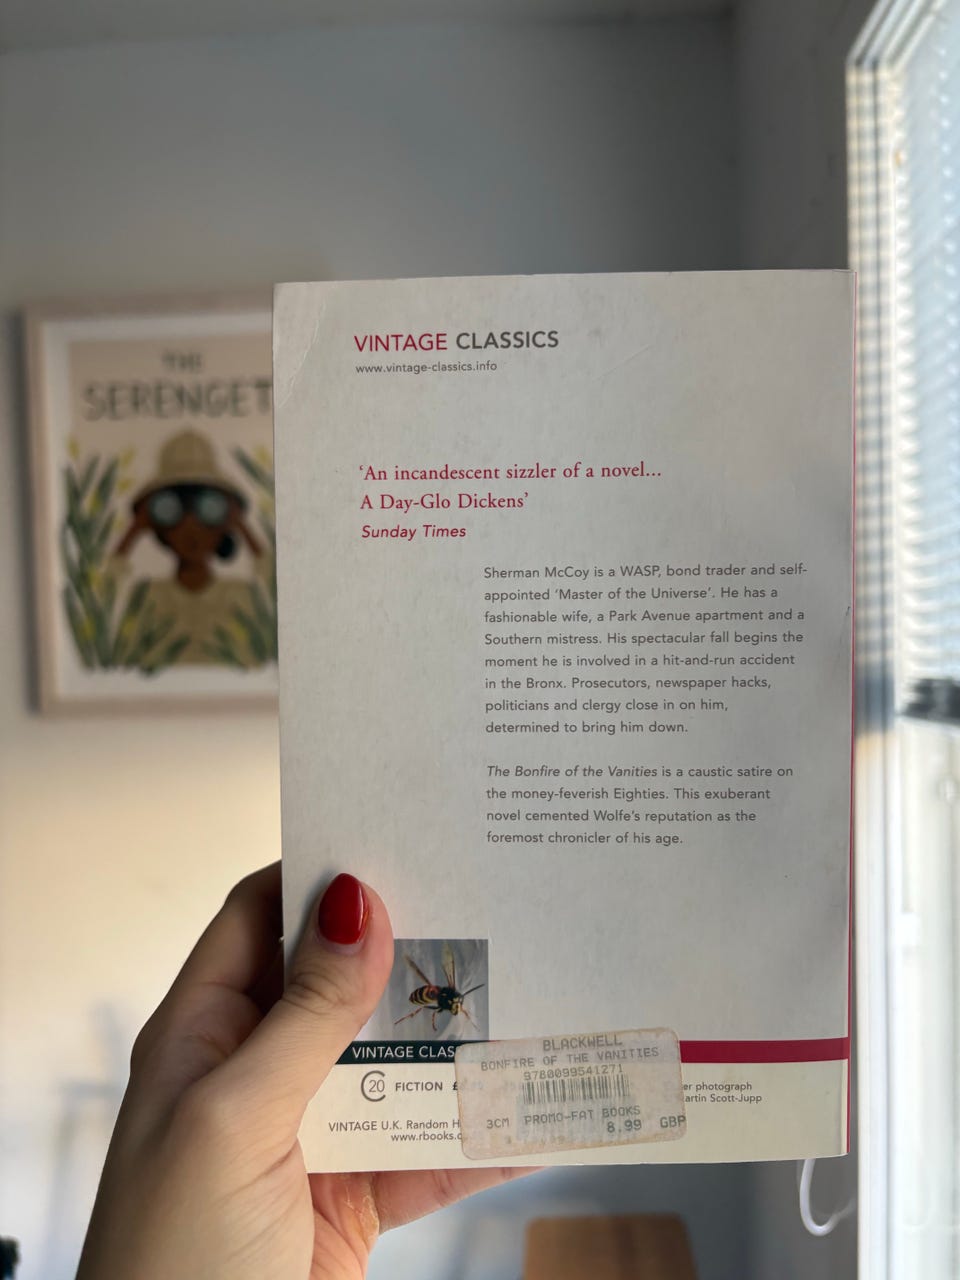 THE
SERENGET
VINTAGE CLASSICS
www.vintage-classics.info
‘An incandescent sizzler of a novel...
A Day-Glo Dickens’
Sunday Times
Sherman McCoy is a WASP, bond trader and self-
appointed ‘Master of the Universe’. He has a
fashionable wife, a Park Avenue apartment and a
Southern mistress. His spectacular fall begins the
moment he is involved in a hit-and-run accident
in the Bronx. Prosecutors, newspaper hacks,
politicians and clergy close in on him,
determined to bring him down.
The Bonfire of the Vanities is a caustic satire on
the money-feverish Eighties. This exuberant
novel cemented Wolfe’s reputation as the
foremost chronicler of his age.
VINTAGE CLAS
C20 FICTION £
VINTAGE U.K. Random H
www.rbooks.c
BLACKWELL
BONFIRE OF THE VANITIES
9780099541271
3CM PROMO-FAT BOOKS
8.99 GBP
er photograph
artin Scott-Jupp